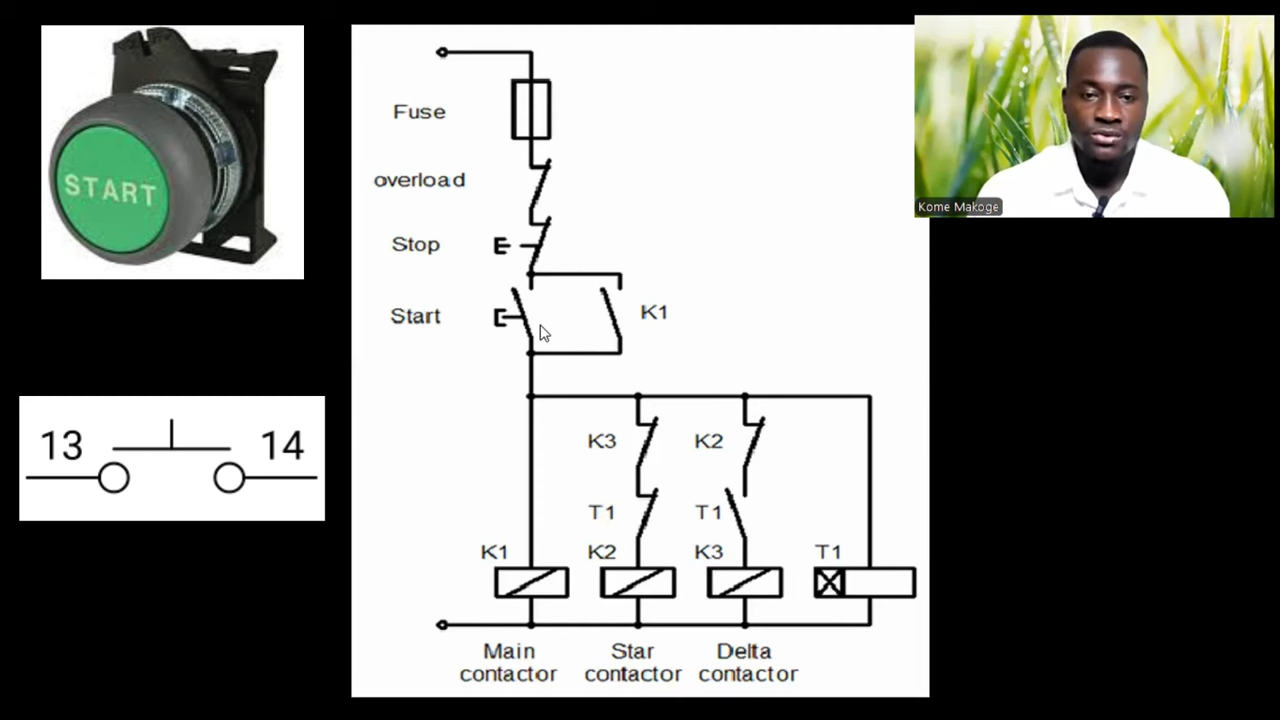 START
13
14
Fuse
overload
Stop
Start
K1
K3
K2
T1
T1
K1
K2
K3
T1
Main
contactor
Star
contactor
Delta
contactor
Kome Makoge